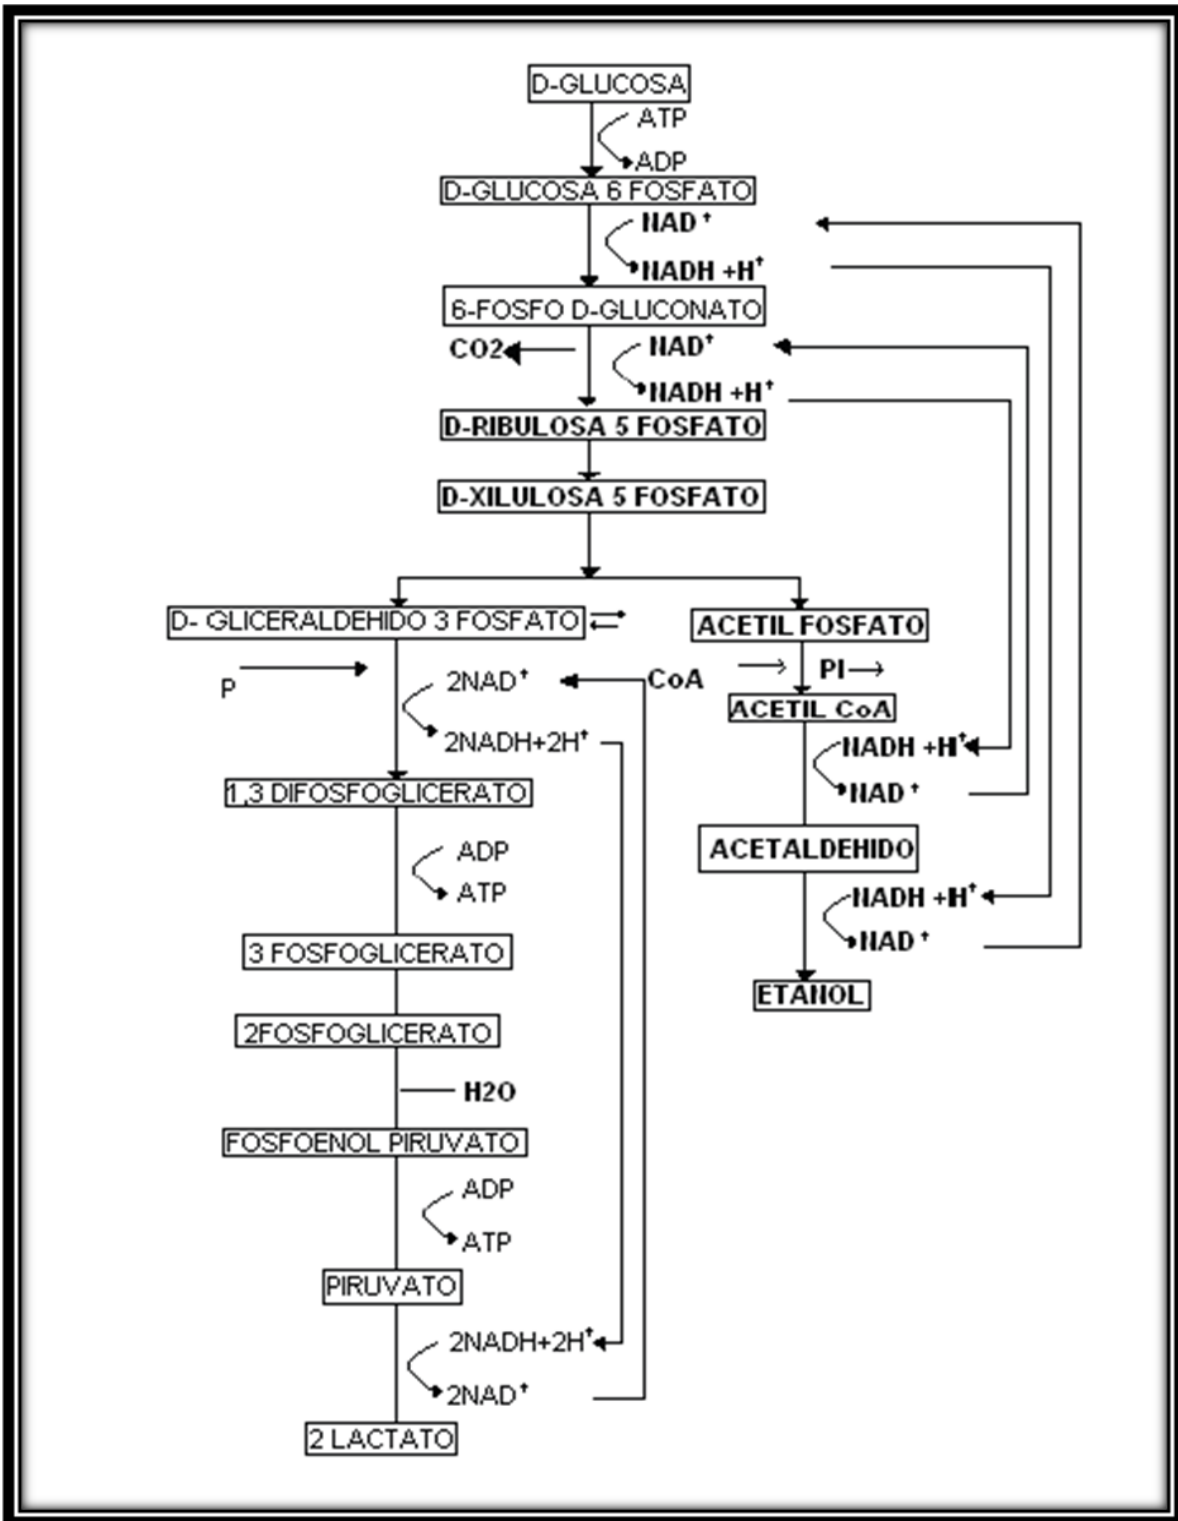 D-GLUCOSA
ATP
ADP
D-GLUCOSA 6 FOSFATO
NAD⁺
NADH +H⁺
6-FOSFO D-GLUCONATO
CO2
NAD⁺
NADH +H⁺
D-RIBULOSA 5 FOSFATO
D-XILULOSA 5 FOSFATO
D- GLICERALDEHIDO 3 FOSFATO
ACETIL FOSFATO
P
2NAD⁺
CoA
PI
2NADH+2H⁺
ACETIL CoA
NADH +H⁺
NAD⁺
1,3 DIFOSFOGLICERATO
ADP
ATP
ACETALDEHIDO
NADH +H⁺
NAD⁺
3 FOSFOGLICERATO
ETANOL
2FOSFOGLICERATO
H2O
FOSFOENOL PIRUVATO
ADP
ATP
PIRUVATO
2NADH+2H⁺
2NAD⁺
2 LACTATO